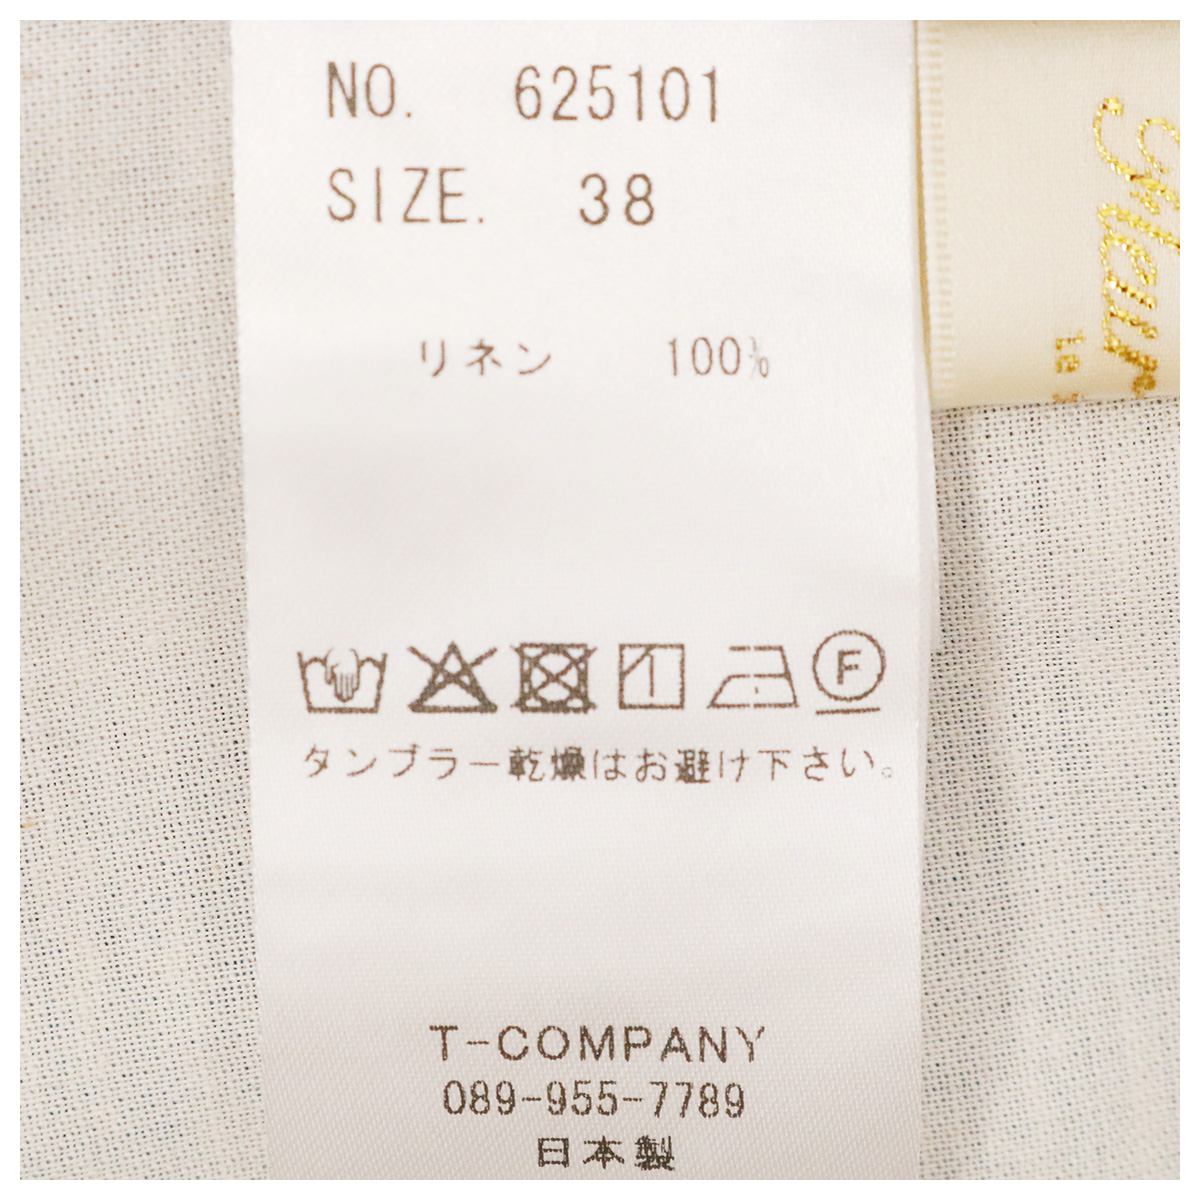 NO. 625101
SIZE. 38
リネン 100%
F
タンブラー乾燥はお避け下さい。
T-COMPANY
089-955-7789
日本製